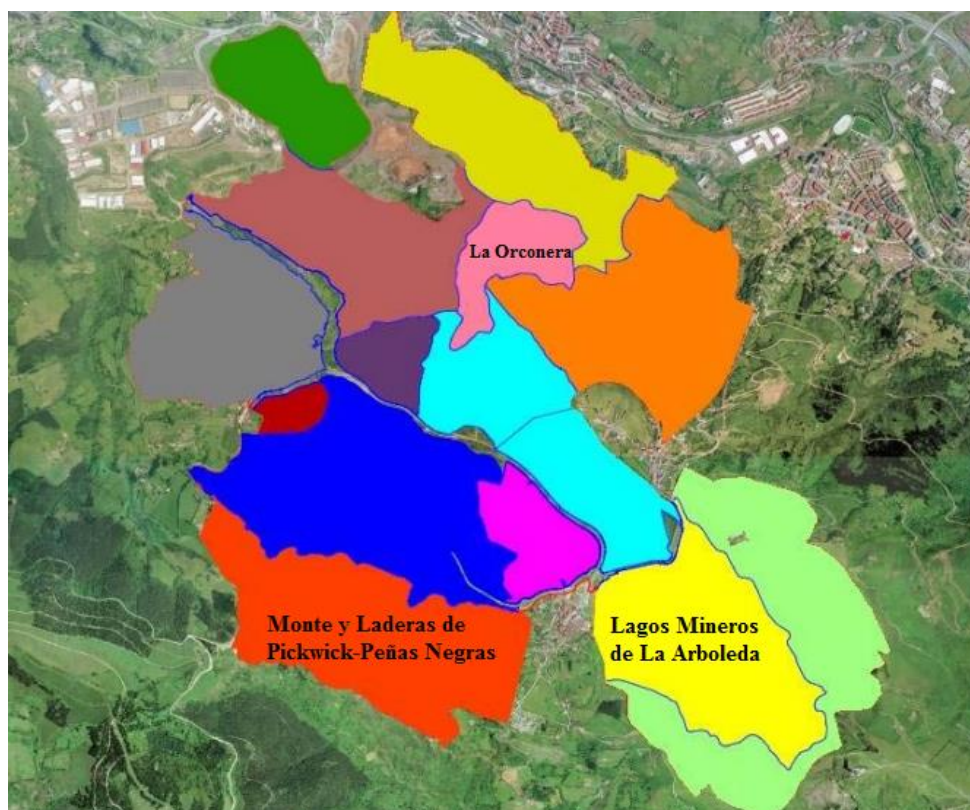 La Orconera
Monte y Laderas de
Pickwick-Peñas Negras
Lagos Mineros
de La Arboleda